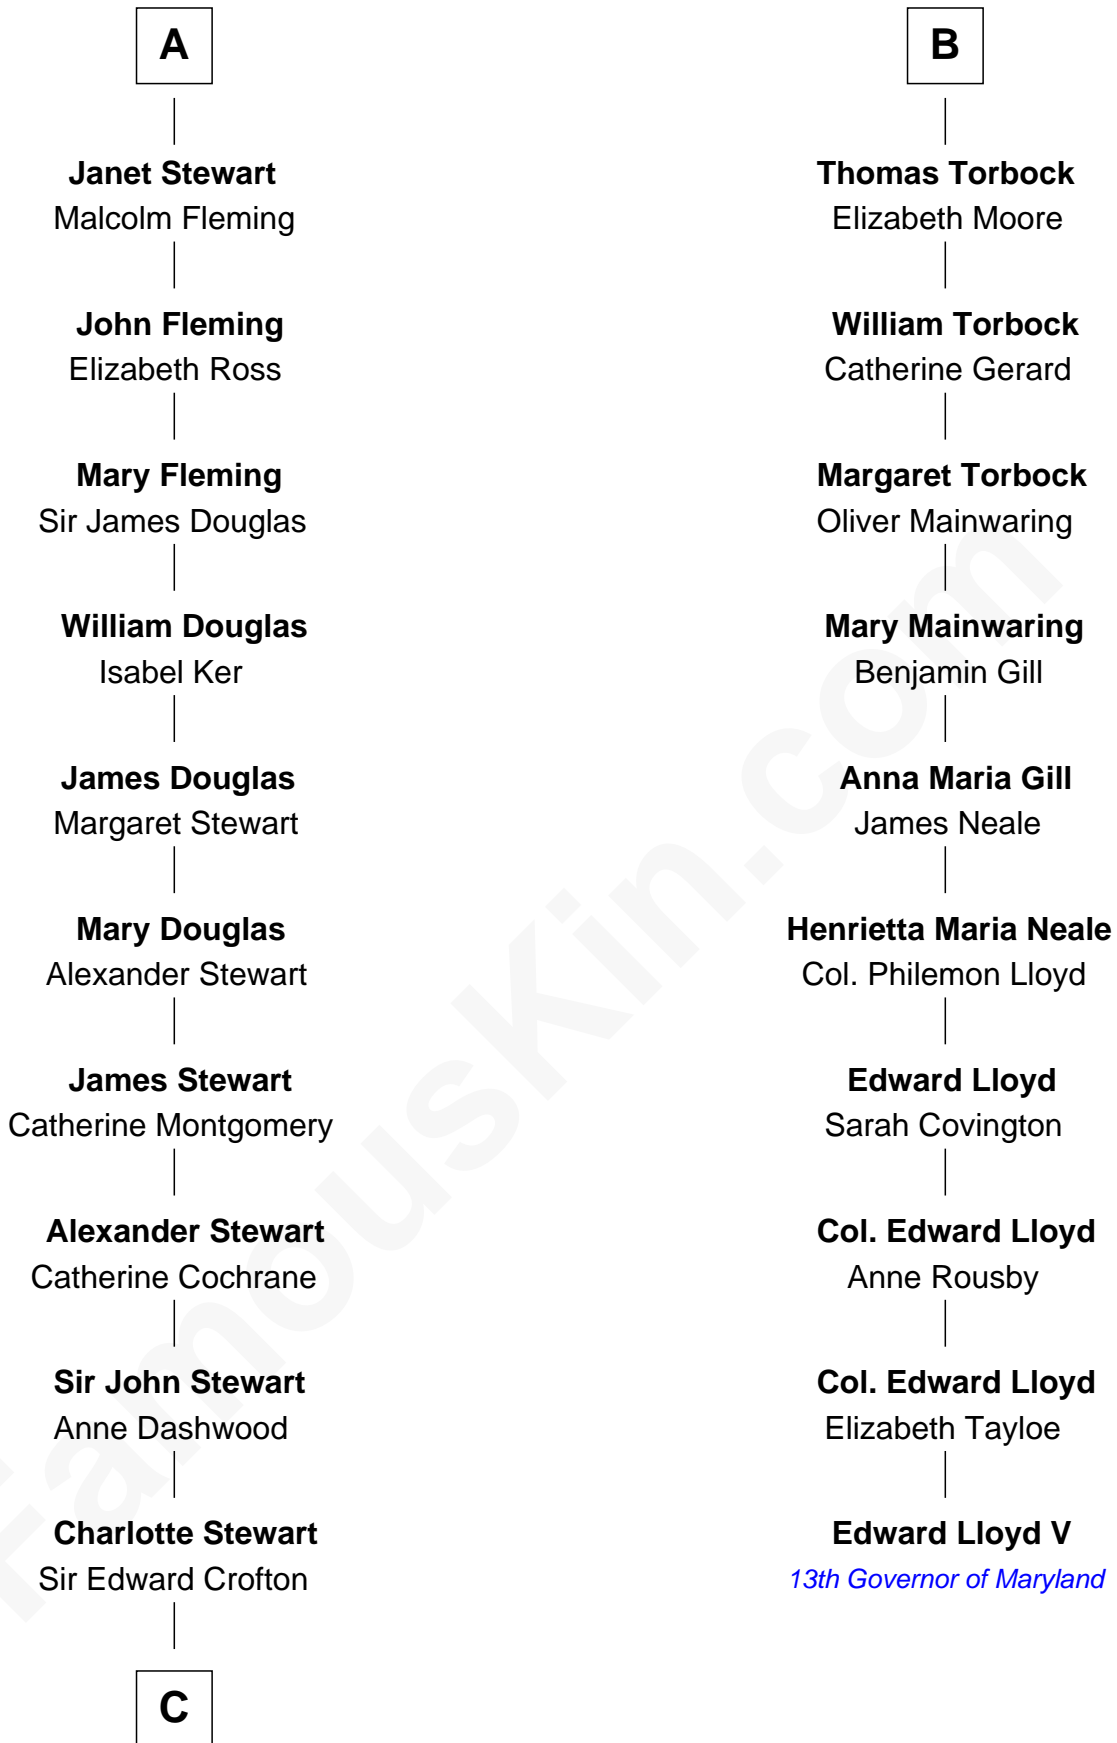 A
Janet Stewart
Malcolm Fleming
John Fleming
Elizabeth Ross
Mary Fleming
Sir James Douglas
William Douglas
Isabel Ker
James Douglas
Margaret Stewart
Mary Douglas
Alexander Stewart
James Stewart
Catherine Montgomery
Alexander Stewart
Catherine Cochrane
Sir John Stewart
Anne Dashwood
Charlotte Stewart
Sir Edward Crofton
C
B
Thomas Torbock
Elizabeth Moore
William Torbock
Catherine Gerard
Margaret Torbock
Oliver Mainwaring
Mary Mainwaring
Benjamin Gill
Anna Maria Gill
James Neale
Henrietta Maria Neale
Col. Philemon Lloyd
Edward Lloyd
Sarah Covington
Col. Edward Lloyd
Anne Rousby
Col. Edward Lloyd
Elizabeth Tayloe
Edward Lloyd V
13th Governor of Maryland
FamousKin.com